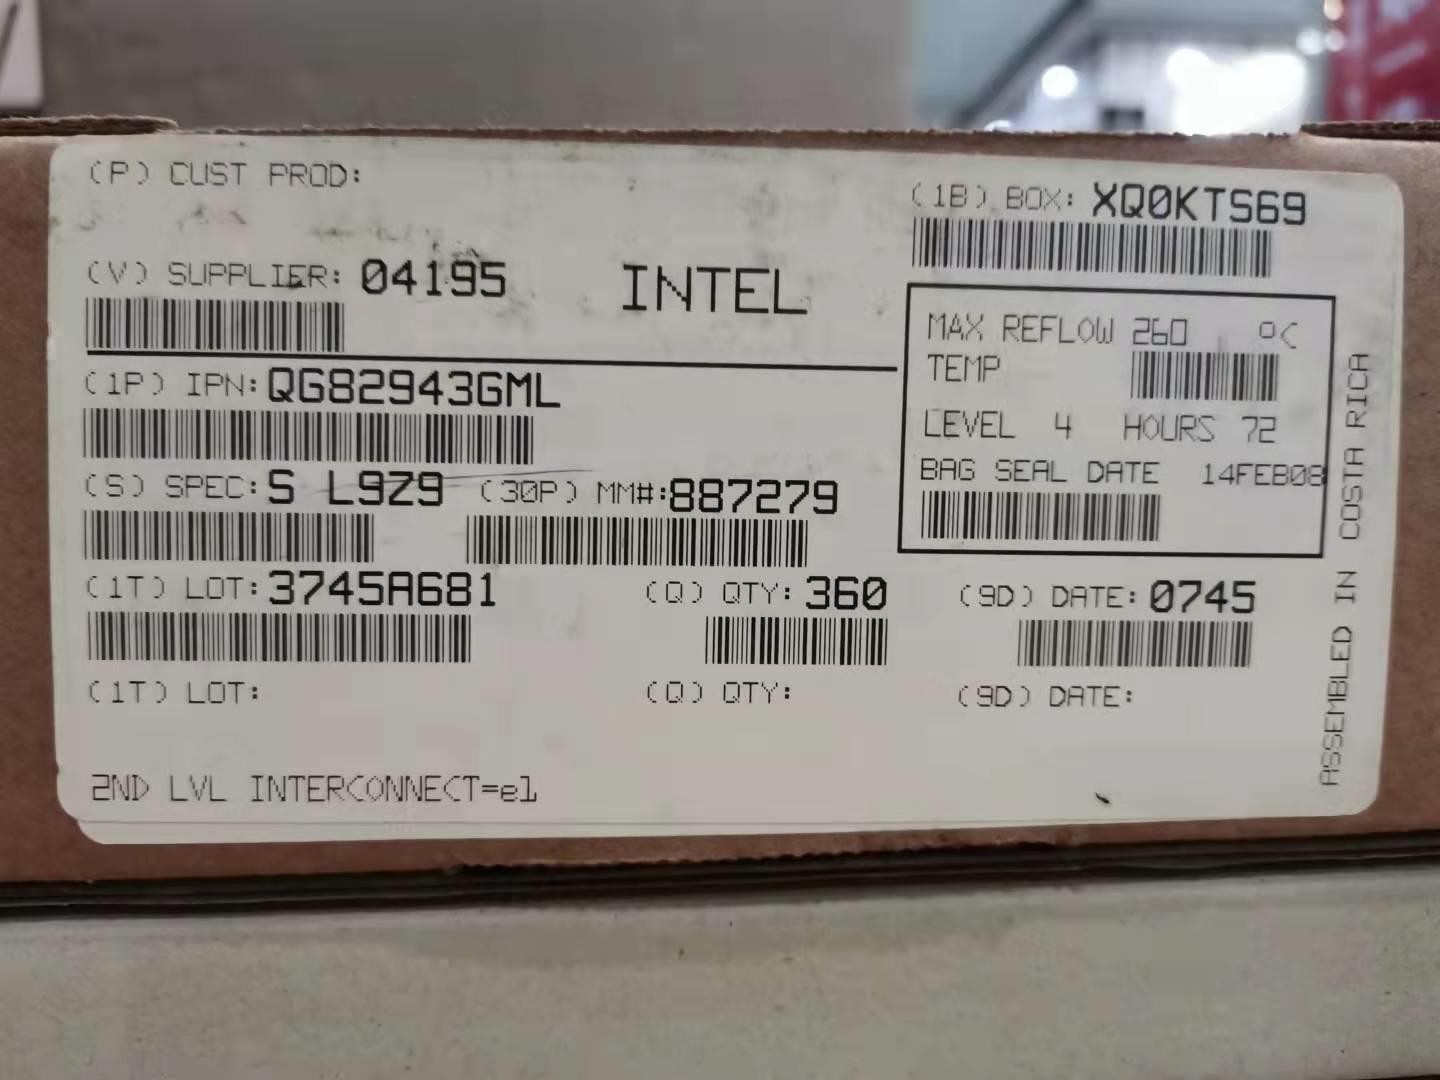 (P) CUST PROD:
(1B) BOX: XQ0KTS69
(V) SUPPLIER: 04195 INTEL
MAX REFLOW 260 °C
TEMP
(1P) IPN: QG82943GML
LEVEL 4 HOURS 72
BAG SEAL DATE 14FEB08
(S) SPEC: S L9Z9 (30P) MM#: 887279
(1T) LOT: 3745A681 (Q) QTY: 360 (9D) DATE: 0745
(1T) LOT: (Q) QTY: (9D) DATE:
2ND LVL INTERCONNECT=e1
ASSEMBLED IN COSTA RICA